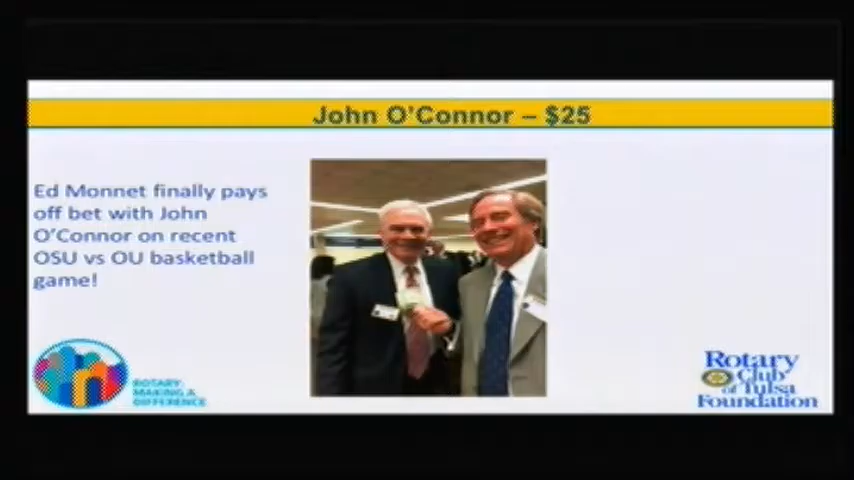 John O'Connor – $25
Ed Monnet finally pays
off bet with John
O'Connor on recent
OSU vs OU basketball
game!
ROTARY:
MAKING A
DIFFERENCE
Rotary
Club
of Tulsa
Foundation